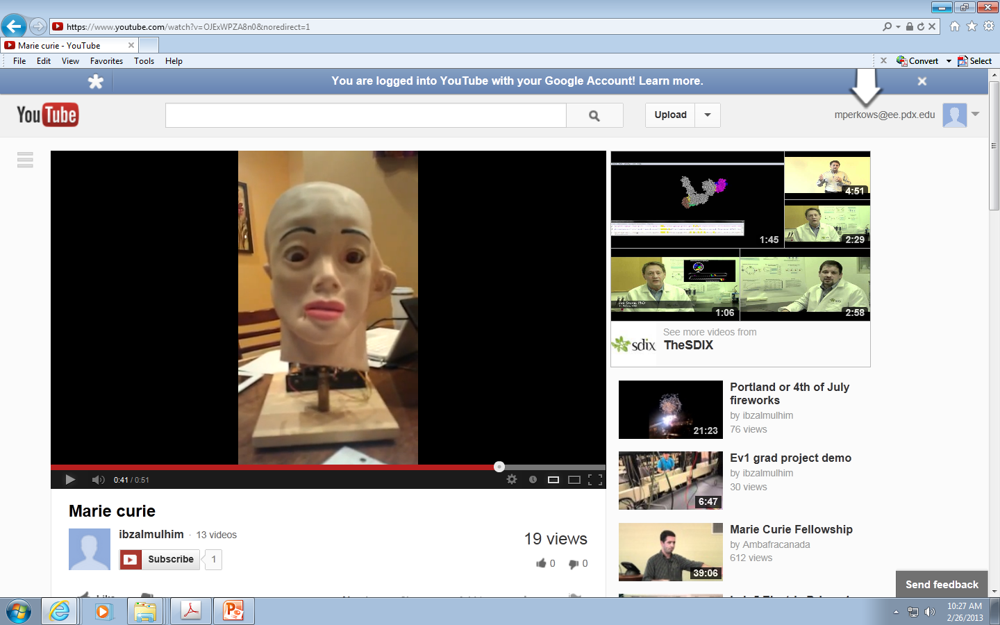 https://www.youtube.com/watch?v=OJExWPZA8n0&noredirect=1
Marie curie - YouTube
File Edit View Favorites Tools Help
Convert Select
You are logged into YouTube with your Google Account! Learn more.
YouTube
Upload
mperkows@ee.pdx.edu
1:45
4:51
2:29
1:06
2:58
See more videos from
sdix
TheSDIX
Portland or 4th of July
fireworks
by ibzalmulhim
76 views
21:23
Ev1 grad project demo
by ibzalmulhim
30 views
6:47
Marie Curie Fellowship
by Ambafracanada
612 views
39:06
0:41 / 0:51
Marie curie
ibzalmulhim · 13 videos
Subscribe 1
19 views
0 0
Send feedback
10:27 AM
2/26/2013